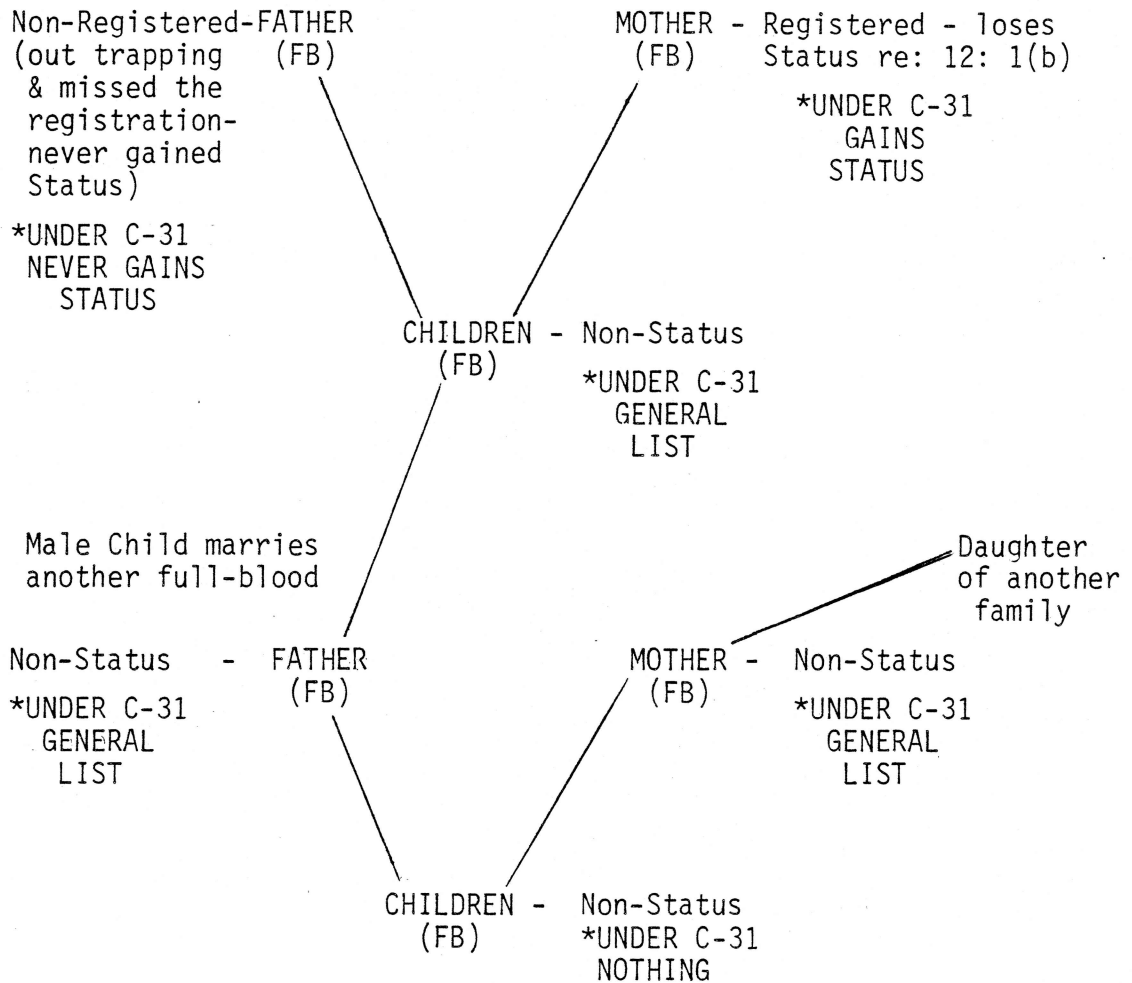 Non-Registered-FATHER
(out trapping (FB)
& missed the
registration-
never gained
Status)
*UNDER C-31
NEVER GAINS
STATUS
MOTHER - Registered - loses
(FB) Status re: 12: 1(b)
*UNDER C-31
GAINS
STATUS
CHILDREN - Non-Status
(FB)
*UNDER C-31
GENERAL
LIST
Male Child marries
another full-blood
Daughter
of another
family
Non-Status - FATHER
(FB)
*UNDER C-31
GENERAL
LIST
MOTHER - Non-Status
(FB)
*UNDER C-31
GENERAL
LIST
CHILDREN - Non-Status
(FB) *UNDER C-31
NOTHING